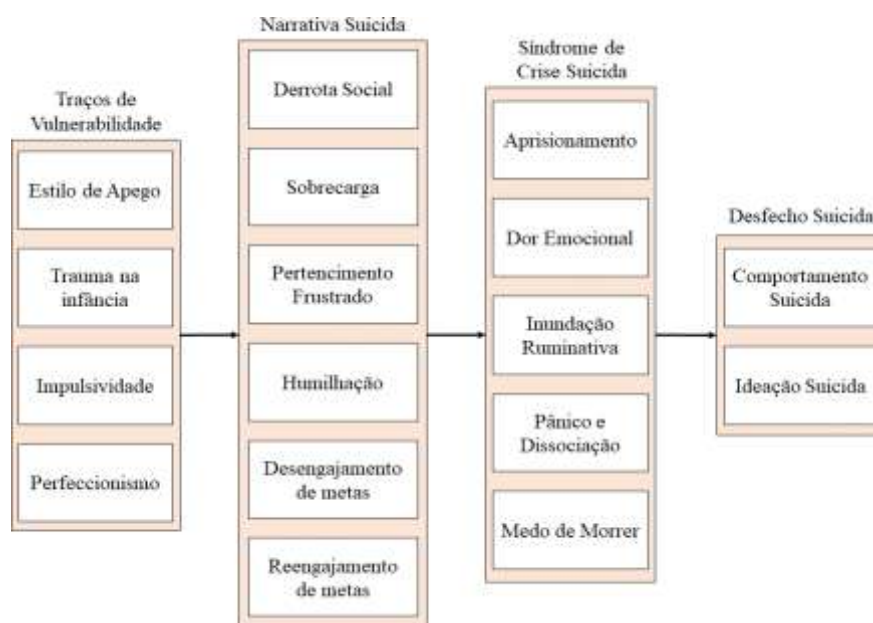 Traços de
Vulnerabilidade
Estilo de Apego
Trauma na
infância
Impulsividade
Perfeccionismo
Narrativa Suicida
Derrota Social
Sobrecarga
Pertencimento
Frustrado
Humilhação
Desengajamento
de metas
Reengajamento
de metas
Síndrome de
Crise Suicida
Aprisionamento
Dor Emocional
Inundação
Ruminativa
Pânico e
Dissociação
Medo de Morrer
Desfecho Suicida
Comportamento
Suicida
Ideação Suicida